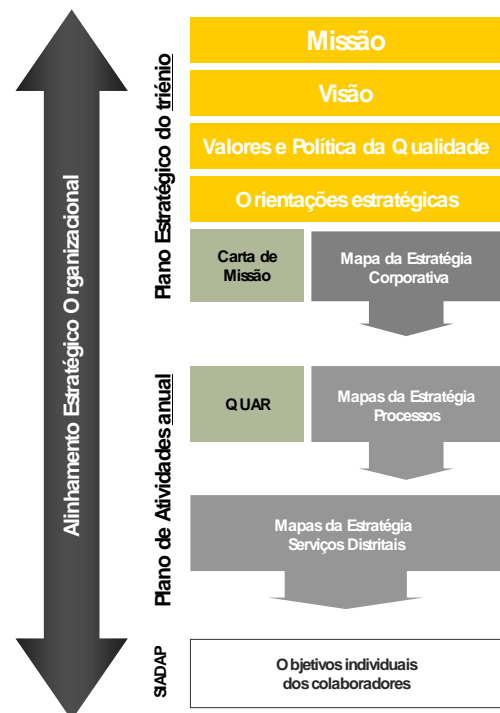 Alinhamento Estratégico Organizacional
Plano Estratégico do triénio
Missão
Visão
Valores e Política da Qualidade
Orientações estratégicas
Carta de
Missão
Mapa da Estratégia
Corporativa
Plano de Atividades anual
QUAR
Mapas da Estratégia
Processos
Mapas da Estratégia
Serviços Distritais
SIADAP
Objetivos individuais
dos colaboradores